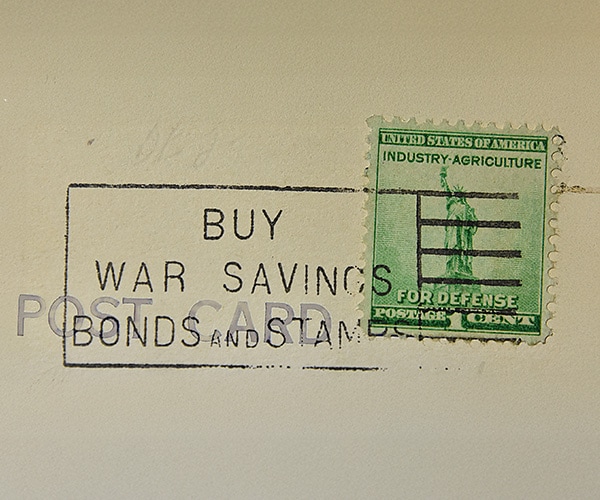 UNITED STATES OF AMERICA
INDUSTRY-AGRICULTURE
BUY
WAR SAVINGS
FOR DEFENSE
POST CARD
POSTAGE 1 CENT
BONDS AND STAMPS